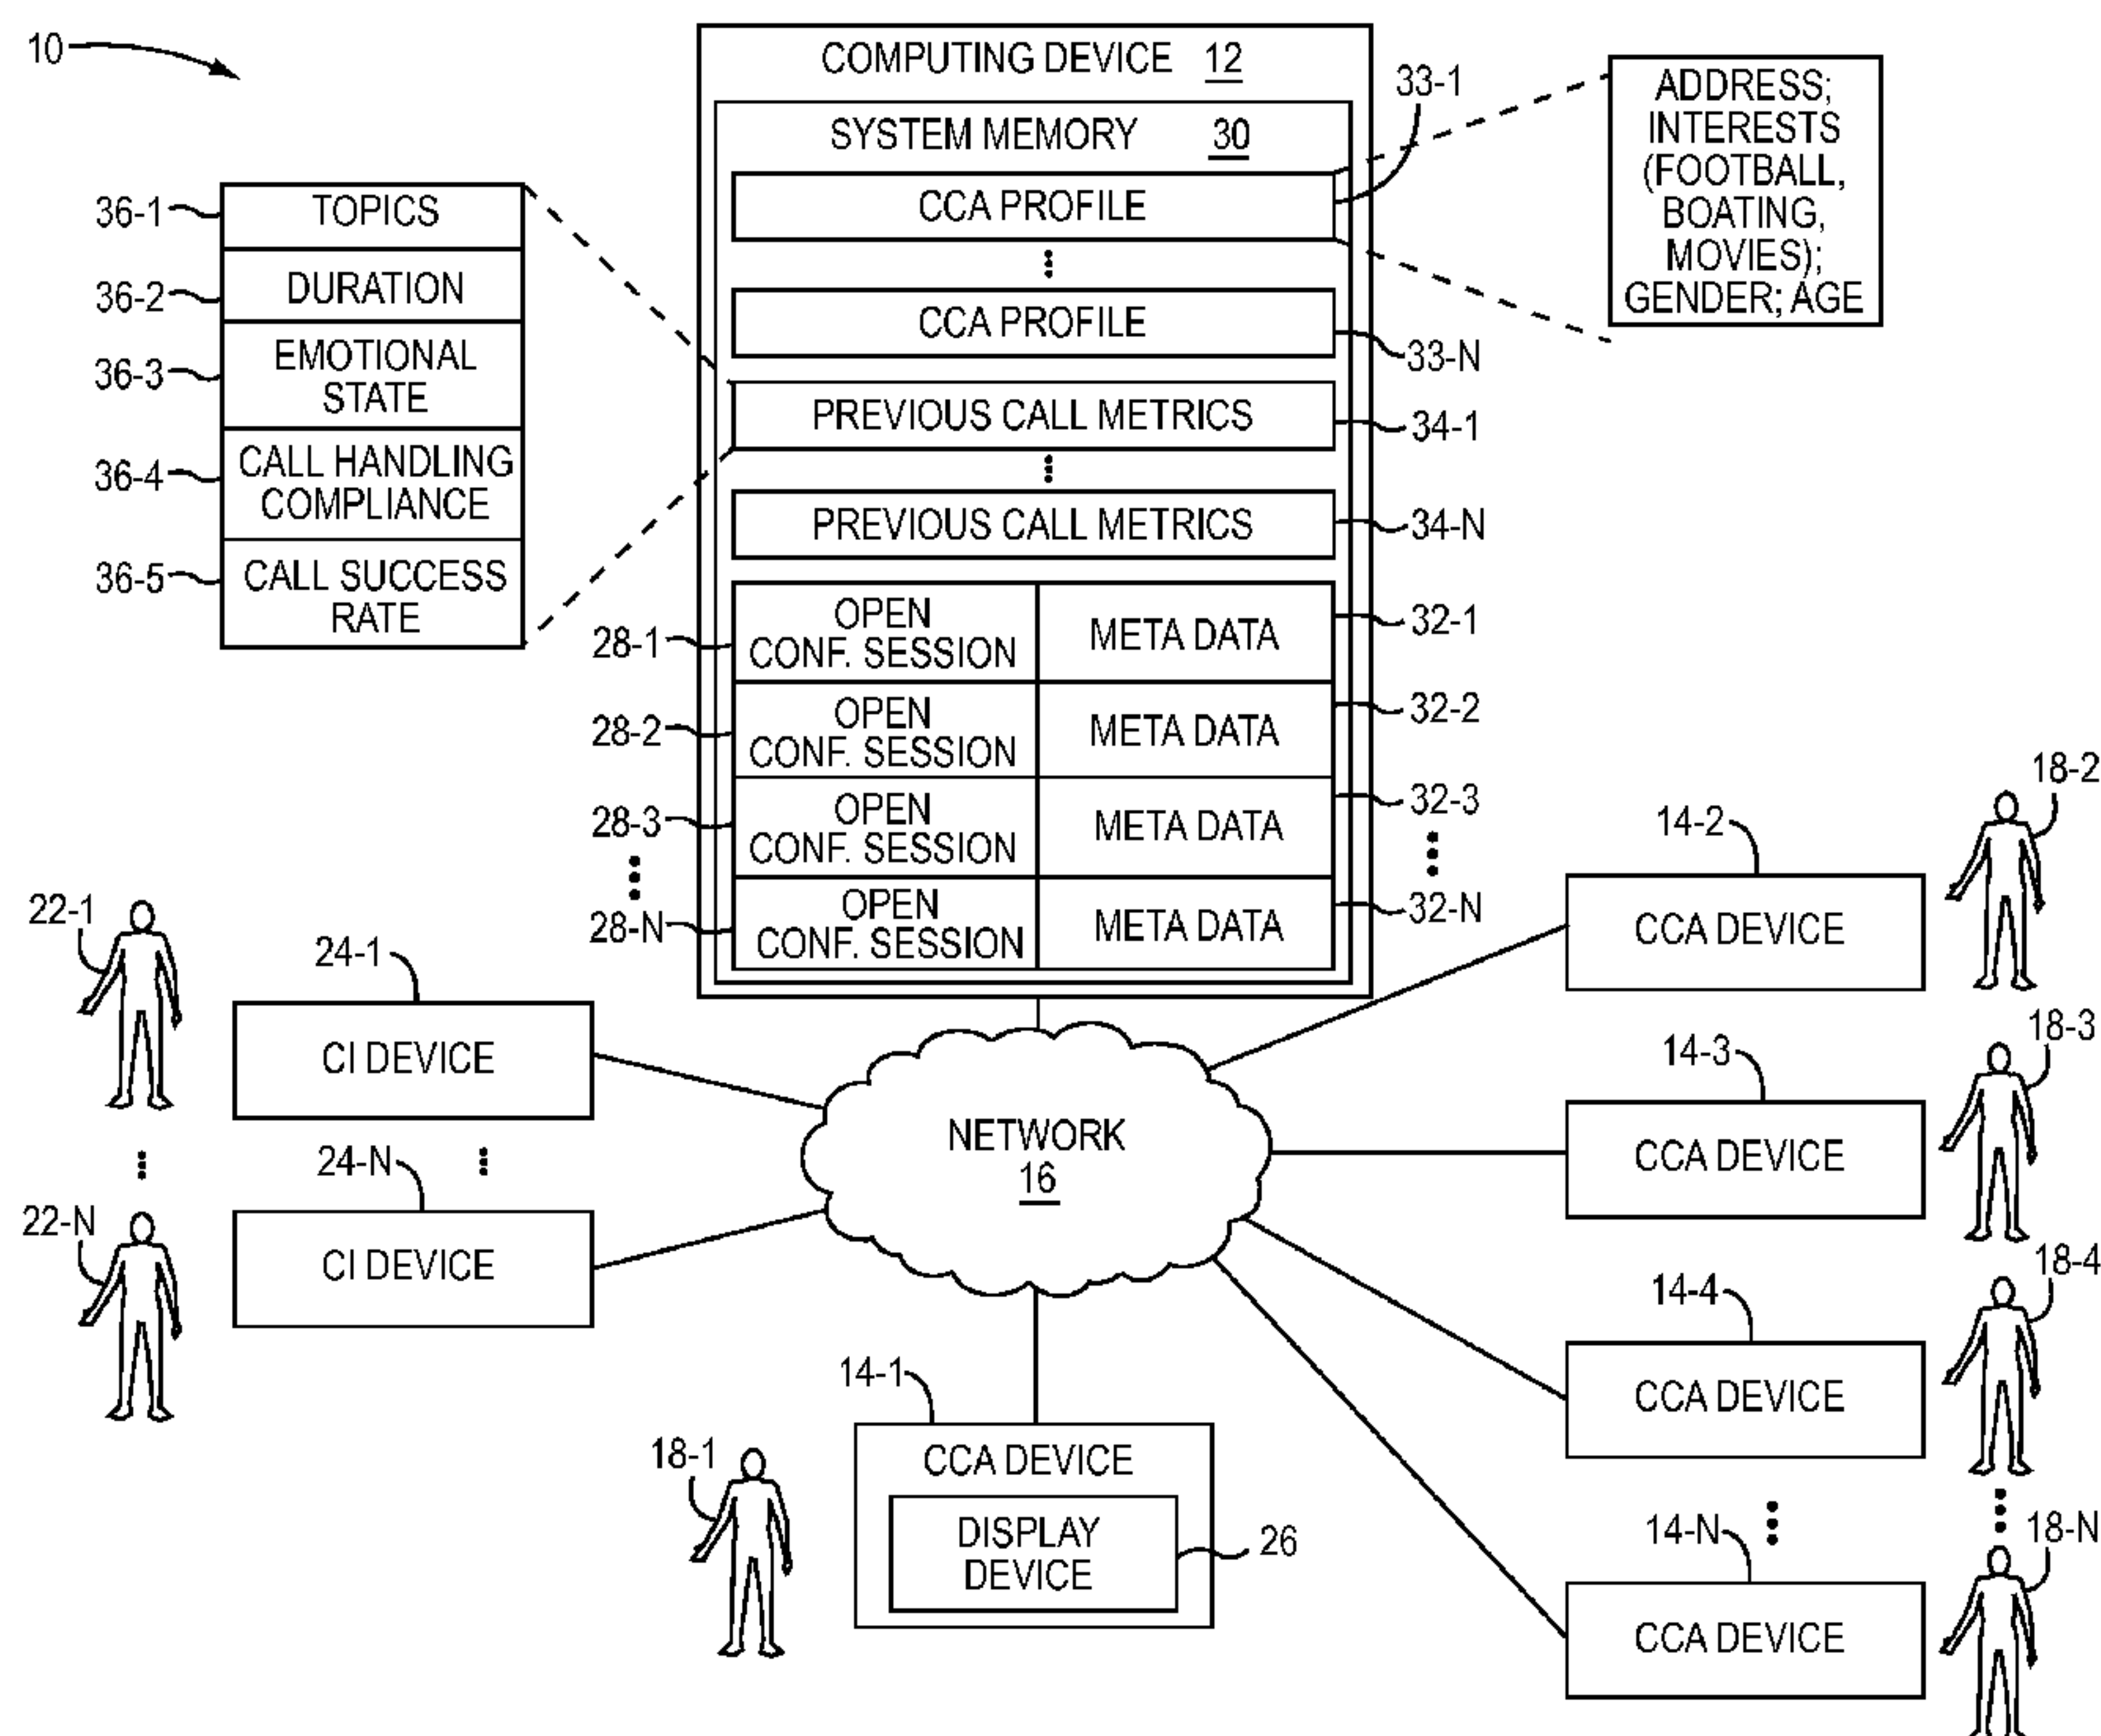 10
COMPUTING DEVICE 12
SYSTEM MEMORY 30
33-1
CCA PROFILE
CCA PROFILE
33-N
PREVIOUS CALL METRICS
34-1
PREVIOUS CALL METRICS
34-N
ADDRESS;
INTERESTS
(FOOTBALL,
BOATING,
MOVIES);
GENDER; AGE
36-1
TOPICS
36-2
DURATION
36-3
EMOTIONAL
STATE
36-4
CALL HANDLING
COMPLIANCE
36-5
CALL SUCCESS
RATE
28-1
OPEN
CONF. SESSION
META DATA
32-1
28-2
OPEN
CONF. SESSION
META DATA
32-2
28-3
OPEN
CONF. SESSION
META DATA
32-3
28-N
OPEN
CONF. SESSION
META DATA
32-N
22-1
24-1
CI DEVICE
22-N
24-N
CI DEVICE
NETWORK
16
14-2
CCA DEVICE
18-2
14-3
CCA DEVICE
18-3
14-4
CCA DEVICE
18-4
14-N
CCA DEVICE
18-N
18-1
14-1
CCA DEVICE
DISPLAY
DEVICE
26